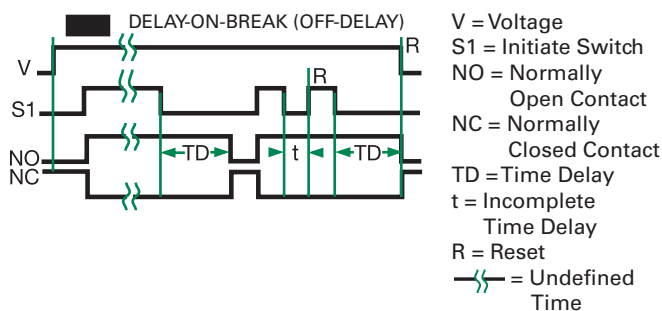 DELAY-ON-BREAK (OFF-DELAY)
R
V
S1
R
NO
NC
TD
t
TD
V = Voltage
S1 = Initiate Switch
NO = Normally
Open Contact
NC = Normally
Closed Contact
TD = Time Delay
t = Incomplete
Time Delay
R = Reset
= Undefined
Time